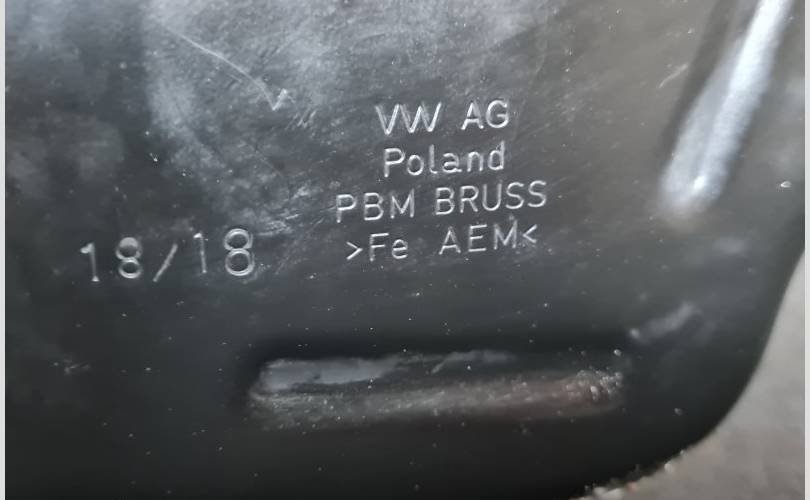 VW AG
Poland
PBM BRUSS
>Fe AEM<
18/18